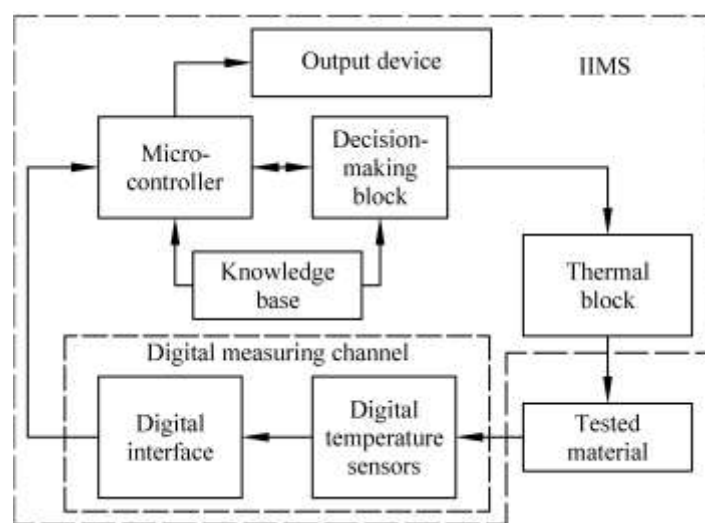 Output device
IIMS
Micro-
controller
Decision-
making
block
Knowledge
base
Thermal
block
Digital measuring channel
Digital
interface
Digital
temperature
sensors
Tested
material